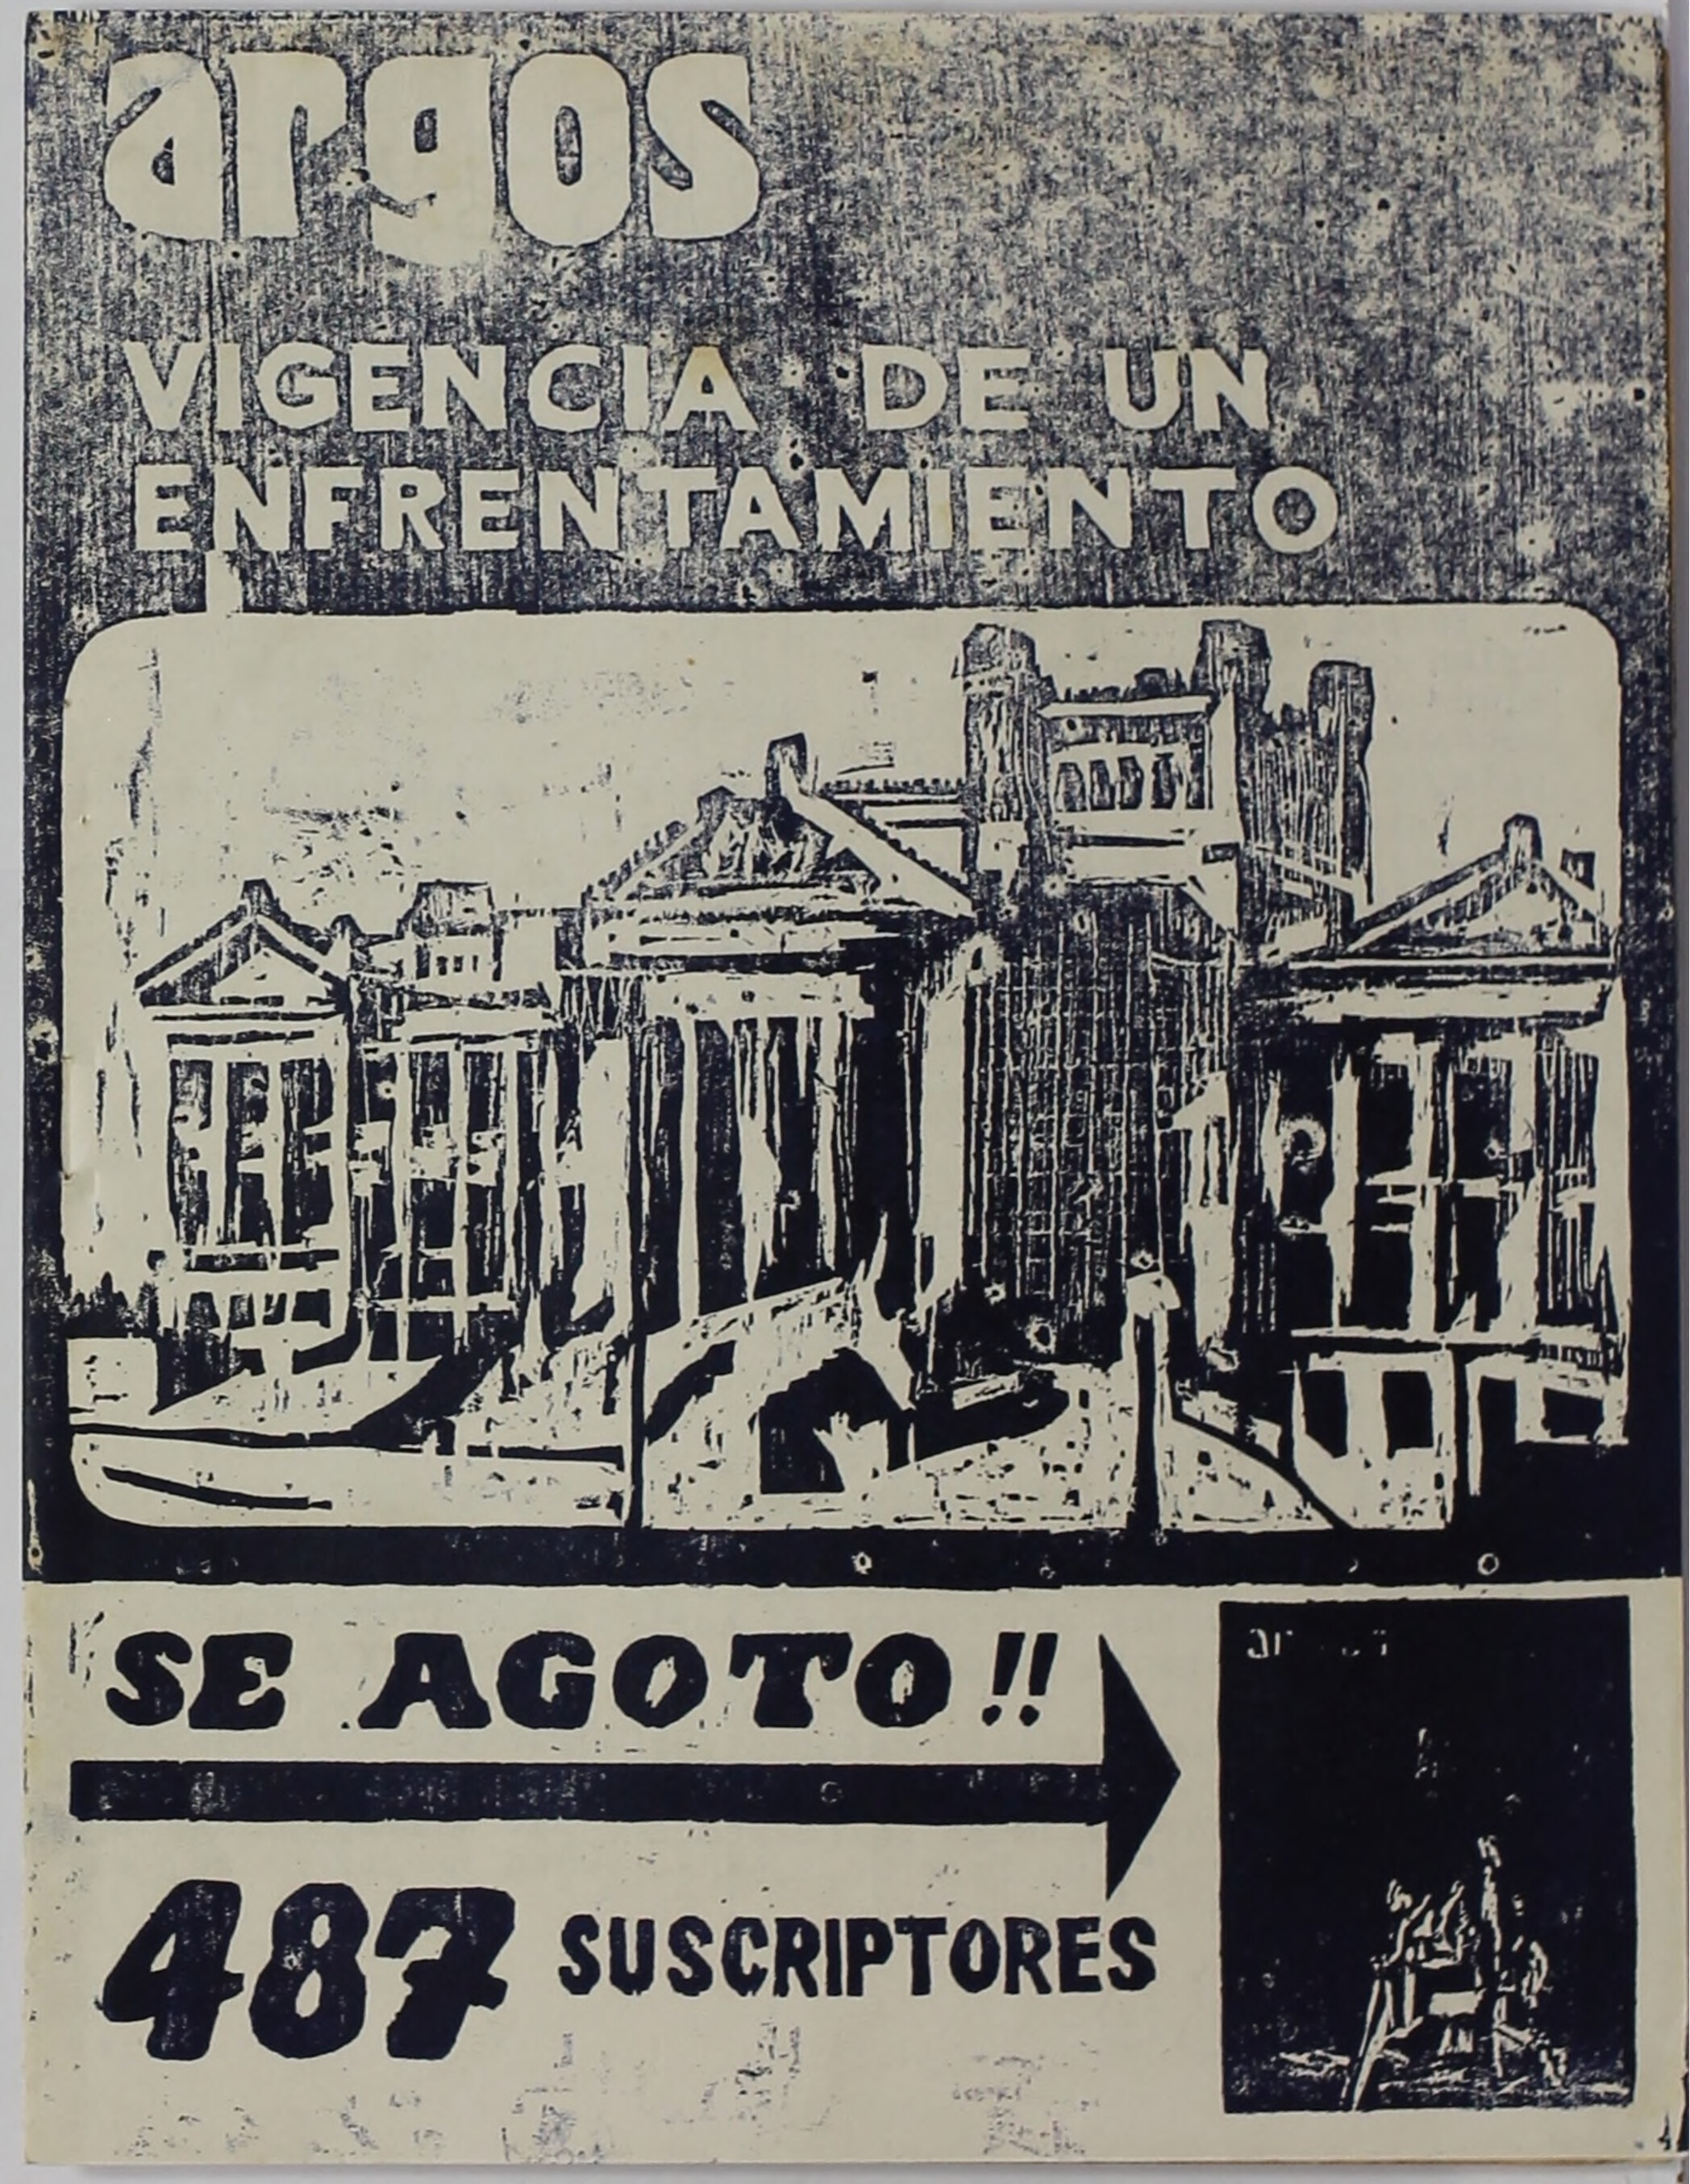 argos
VIGENCIA DE UN
ENFRENTAMIENTO
SE AGOTO!!
487 SUSCRIPTORES